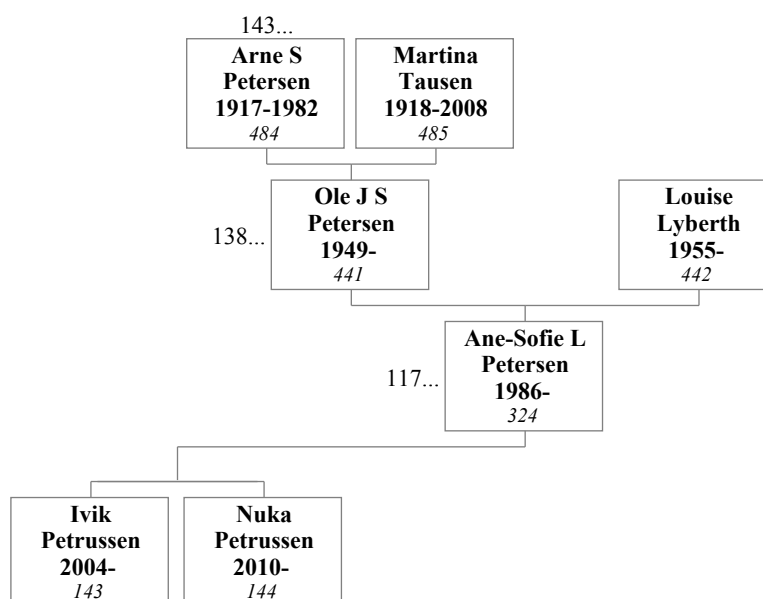 143...
Arne S
Petersen
1917-1982
484
Martina
Tausen
1918-2008
485
138...
Ole J S
Petersen
1949-
441
Louise
Lyberth
1955-
442
117...
Ane-Sofie L
Petersen
1986-
324
Ivik
Petrussen
2004-
143
Nuka
Petrussen
2010-
144